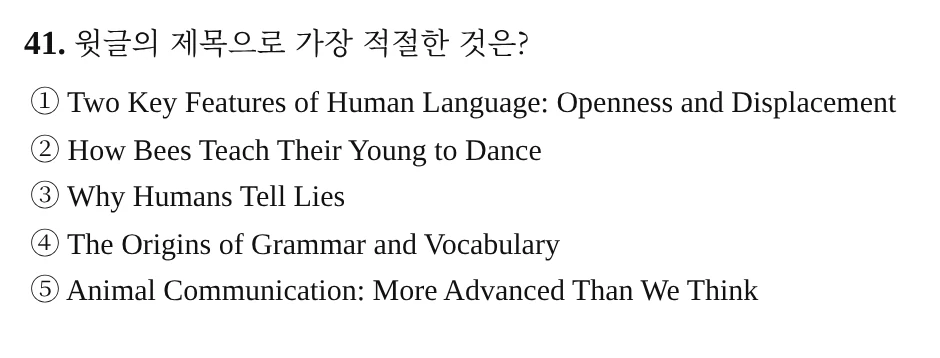 41. 윗글의 제목으로 가장 적절한 것은?
① Two Key Features of Human Language: Openness and Displacement
② How Bees Teach Their Young to Dance
③ Why Humans Tell Lies
④ The Origins of Grammar and Vocabulary
⑤ Animal Communication: More Advanced Than We Think